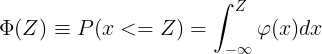 Φ(Z) ≡ P(x <= Z) = ∫_{-∞}^{Z} φ(x)dx